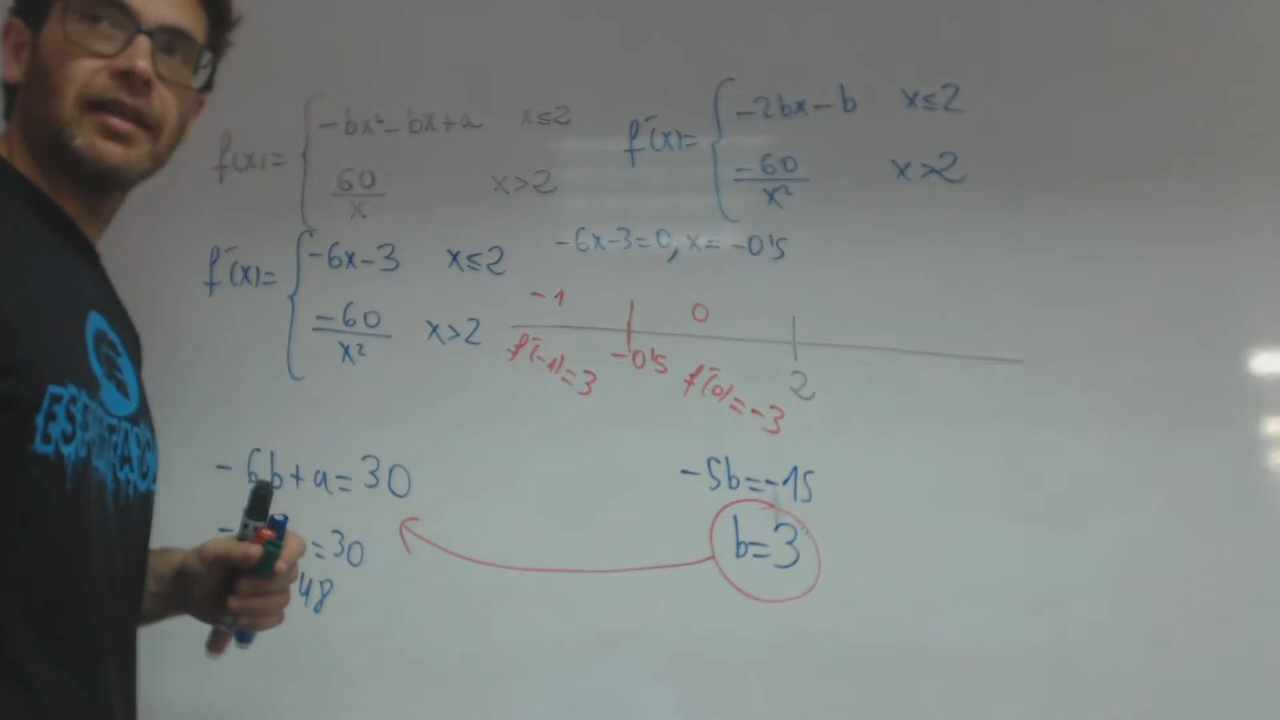 f(x)= { -bx²-bx+a x≤2
60/x x>2
f'(x)= { -2bx-b x≤2
-60/x² x>2
f'(x)= { -6x-3 x≤2
-60/x² x>2
-6x-3=0, x=-0'5
-1 0
-0'5 2
f'(-1)=3 f'(0)=-3
-6b+a=30
=30
48
-5b=-15
b=3